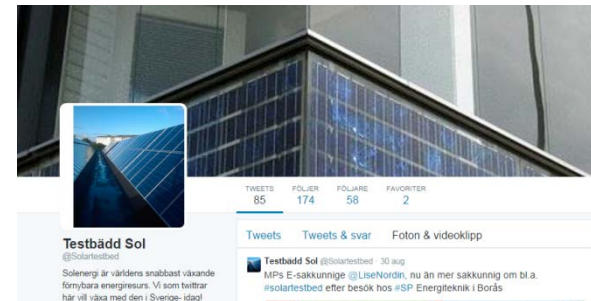 TWEETS FÖLJER FÖLJARE FAVORITER
85 174 58 2
Testbädd Sol
@Solartestbed
Solenergi är världens snabbast växande
förnybara energiresurs. Vi som twittrar
här vill växa med den i Sverige- idag!
Tweets Tweets & svar Foton & videoklipp
Testbädd Sol @Solartestbed · 30 aug
MPs E-sakkunnige @LiseNordin, nu än mer sakkunnig om bl.a.
#solartestbed efter besök hos #SP Energiteknik i Borås